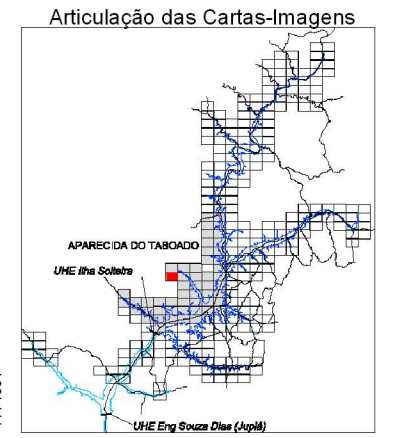 Articulação das Cartas-Imagens
APARECIDA DO TABOADO
UHE Ilha Solteira
UHE Eng Souza Dias (Jupiá)